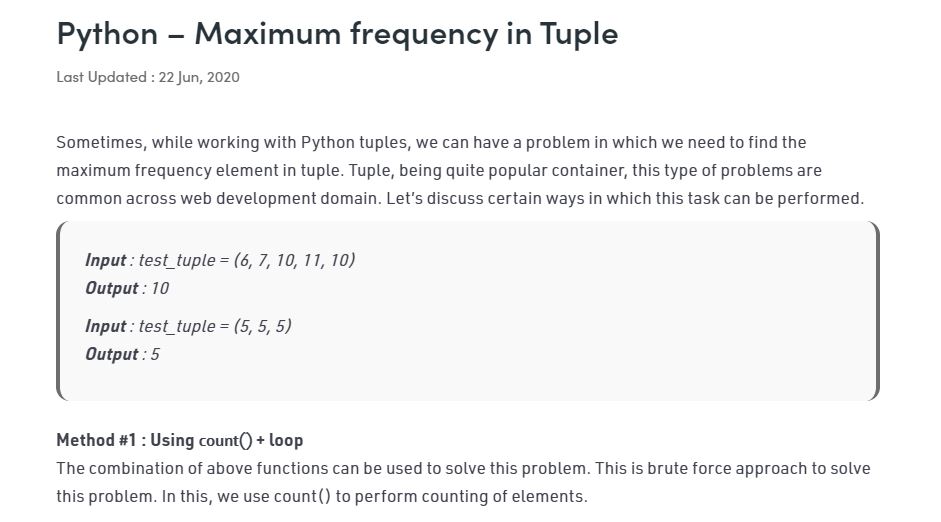 Python – Maximum frequency in Tuple
Last Updated : 22 Jun, 2020
Sometimes, while working with Python tuples, we can have a problem in which we need to find the
maximum frequency element in tuple. Tuple, being quite popular container, this type of problems are
common across web development domain. Let’s discuss certain ways in which this task can be performed.
Input : test_tuple = (6, 7, 10, 11, 10)
Output : 10
Input : test_tuple = (5, 5, 5)
Output : 5
Method #1 : Using count() + loop
The combination of above functions can be used to solve this problem. This is brute force approach to solve
this problem. In this, we use count() to perform counting of elements.